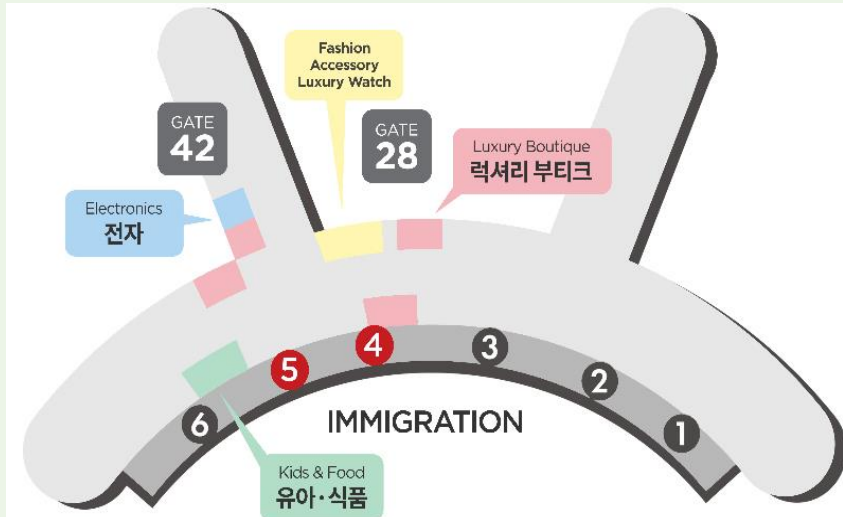 Fashion
Accessory
Luxury Watch
GATE
42
GATE
28
Luxury Boutique
럭셔리 부티크
Electronics
전자
6
5
4
3
2
1
IMMIGRATION
Kids & Food
유아·식품